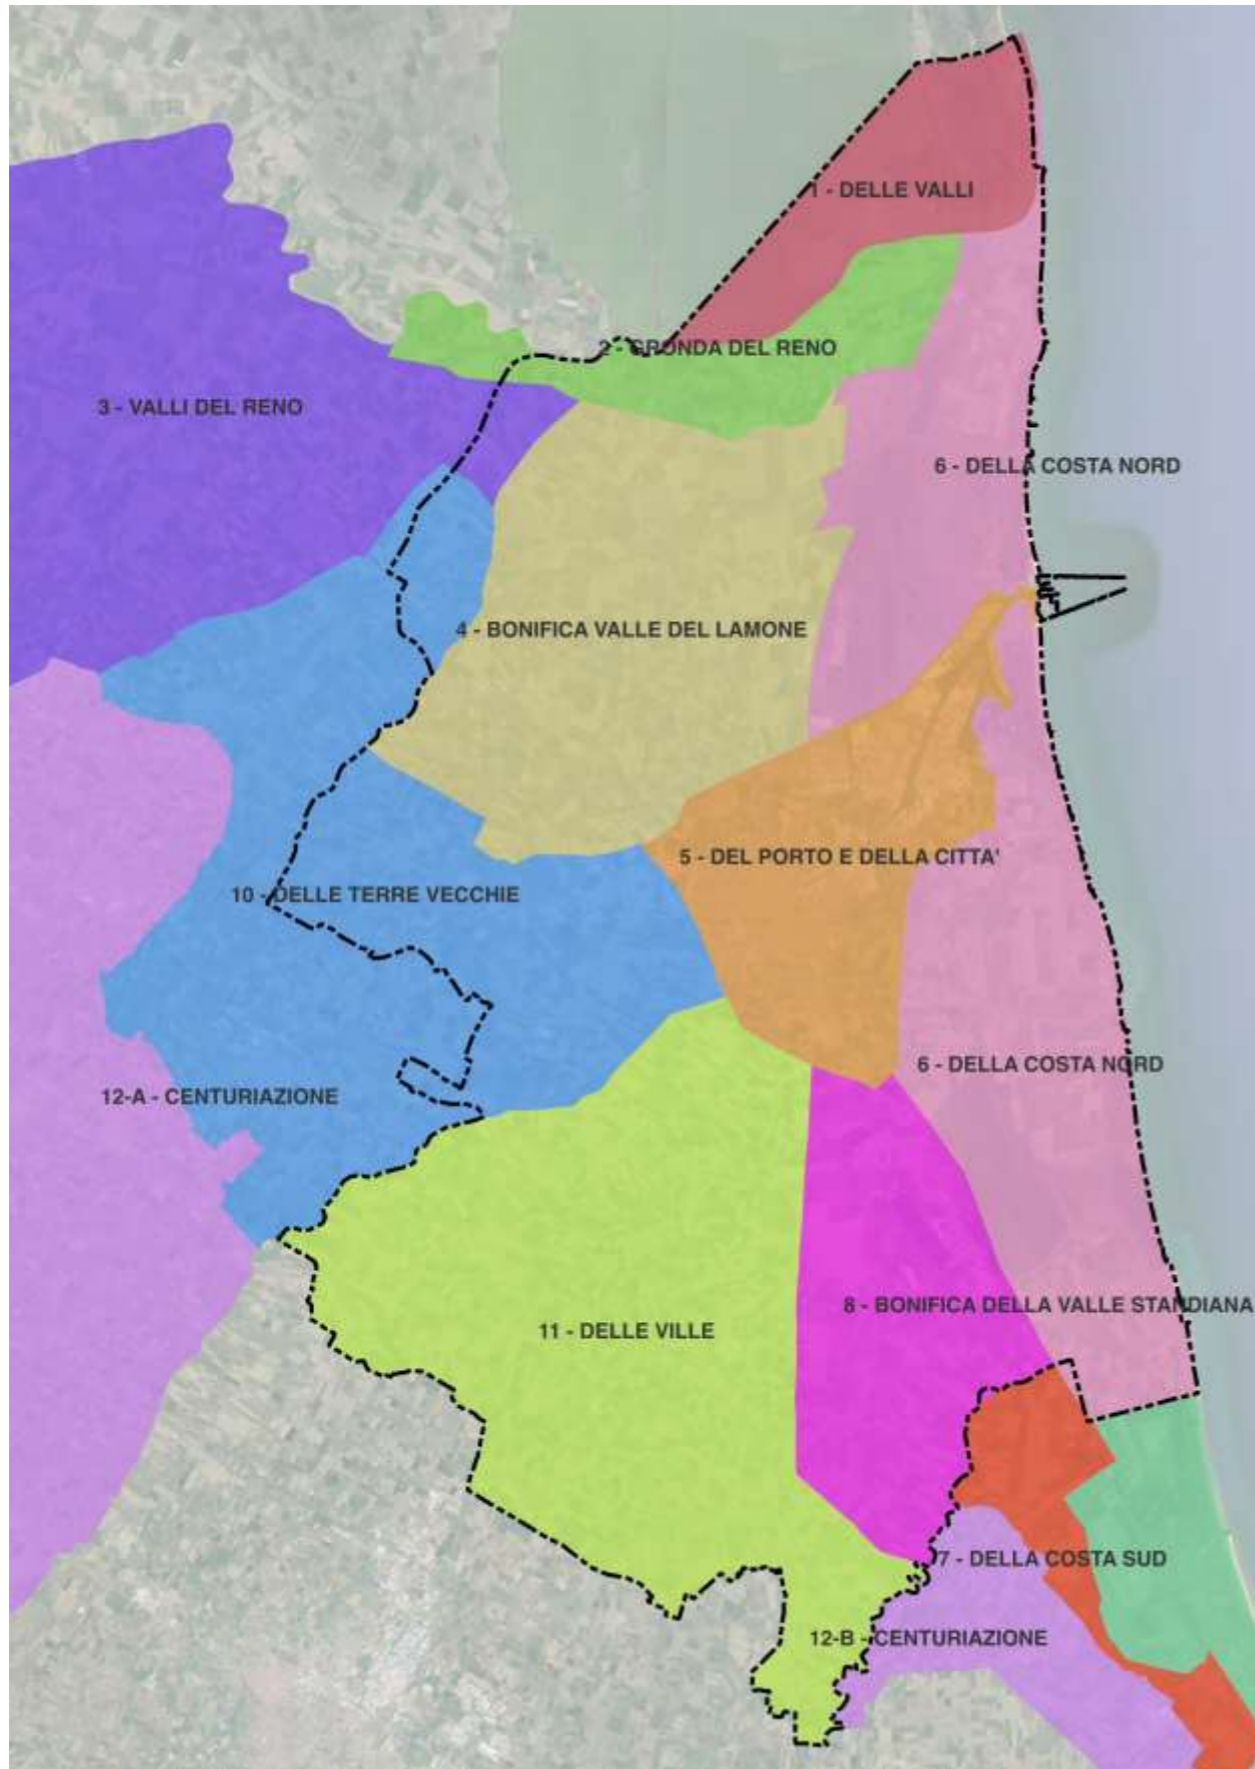 1 - DELLE VALLI
2 - GRONDA DEL RENO
3 - VALLI DEL RENO
6 - DELLA COSTA NORD
4 - BONIFICA VALLE DEL LAMONE
5 - DEL PORTO E DELLA CITTA'
10 - DELLE TERRE VECCHIE
6 - DELLA COSTA NORD
12-A - CENTURIAZIONE
8 - BONIFICA DELLA VALLE STANDIANA
11 - DELLE VILLE
7 - DELLA COSTA SUD
12-B - CENTURIAZIONE